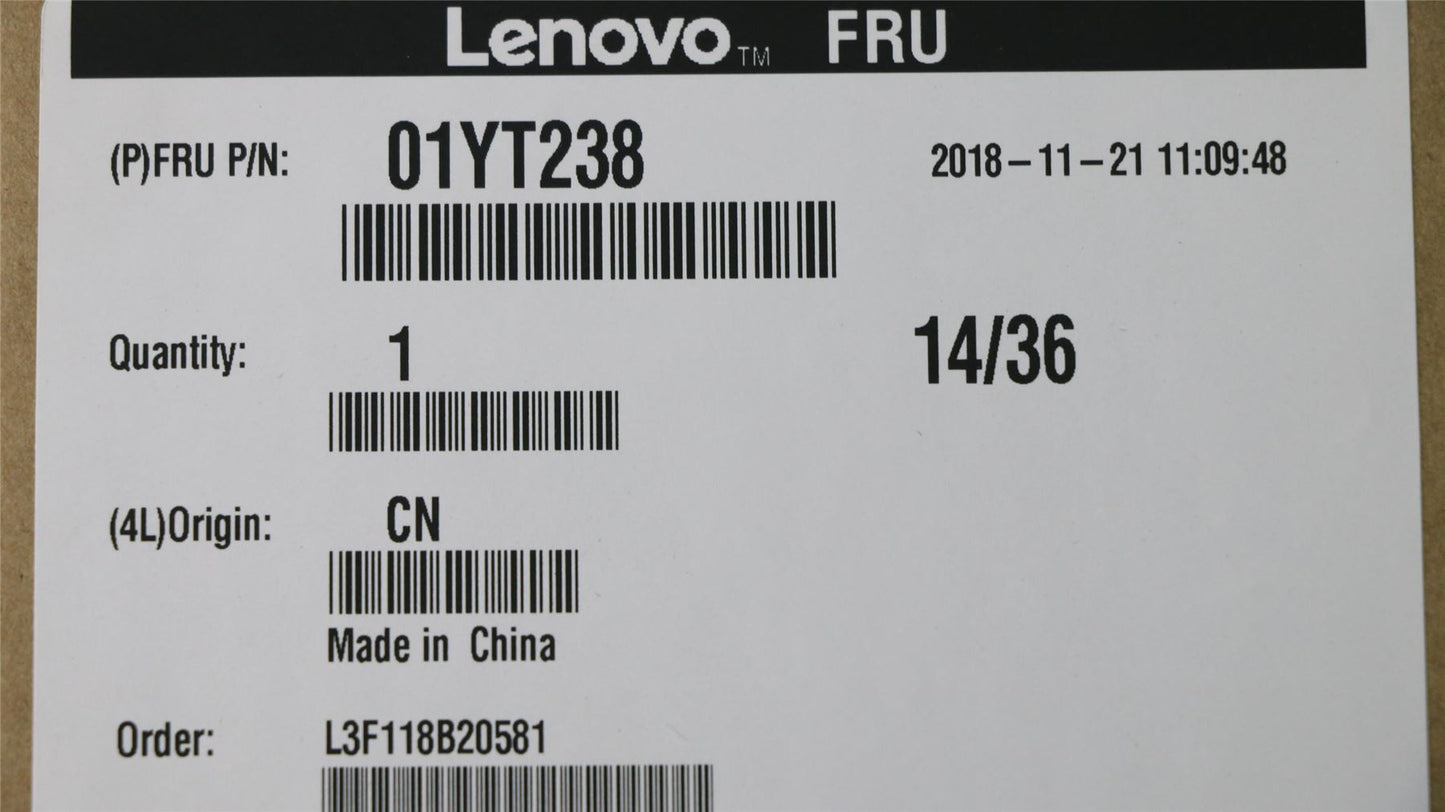 Lenovo™ FRU
(P)FRU P/N: 01YT238 2018-11-21 11:09:48
Quantity: 1 14/36
(4L)Origin: CN
Made in China
Order: L3F118B20581